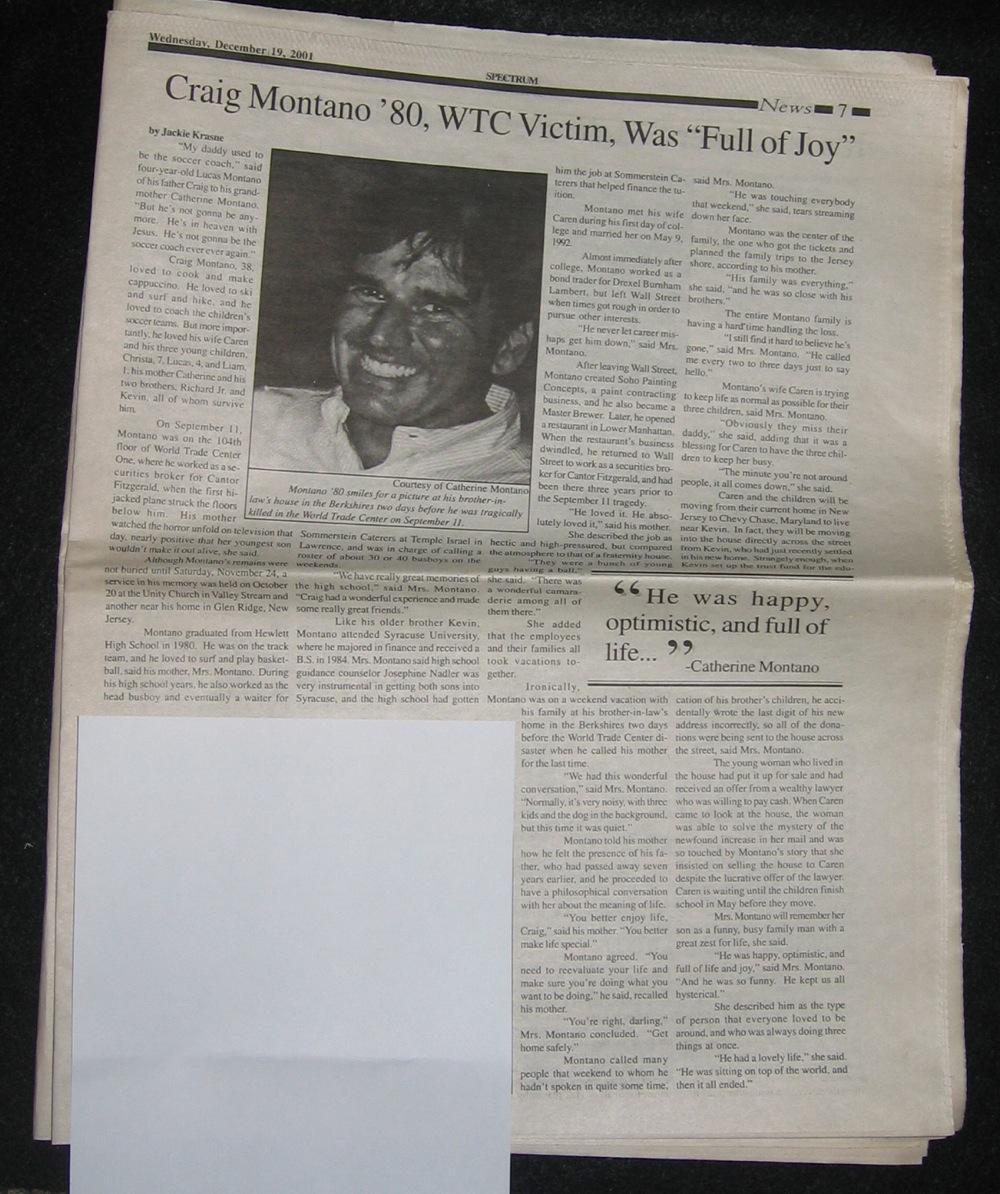 Wednesday, December 19, 2001
SPECTRUM
News 7
Craig Montano ’80, WTC Victim, Was “Full of Joy”
by Jackie Krasne
“My daddy used to
be the soccer coach,” said
four-year-old Lucas Montano
of his father Craig to his grand-
mother Catherine Montano.
“But he’s not gonna be any-
more. He’s in heaven with
Jesus. He’s not gonna be the
soccer coach ever ever again.”
Craig Montano, 38,
loved to cook and make
cappuccino. He loved to ski
and surf and hike, and he
loved to coach the children’s
soccer teams. But more impor-
tantly, he loved his wife Caren
and his three young children,
Christa, 7, Lucas, 4, and Liam,
1; his mother Catherine and his
two brothers, Richard Jr. and
Kevin, all of whom survive
him.
On September 11,
Montano was on the 104th
floor of World Trade Center
One, where he worked as a se-
curities broker for Cantor
Fitzgerald, when the first hi-
jacked plane struck the floors
below him. His mother
watched the horror unfold on television that
day, nearly positive that her youngest son
wouldn’t make it out alive, she said.
Although Montano’s remains were
not buried until Saturday, November 24, a
service in his memory was held on October
20 at the Unity Church in Valley Stream and
another near his home in Glen Ridge, New
Jersey.
Montano graduated from Hewlett
High School in 1980. He was on the track
team, and he loved to surf and play basket-
ball, said his mother, Mrs. Montano. During
his high school years, he also worked as the
head busboy and eventually a waiter for
Courtesy of Catherine Montano
Montano ’80 smiles for a picture at his brother-in-
law’s house in the Berkshires two days before he was tragically
killed in the World Trade Center on September 11.
Sommerstein Caterers at Temple Israel in
Lawrence, and was in charge of calling a
roster of about 30 or 40 busboys on the
weekends.
“We have really great memories of
the high school,” said Mrs. Montano.
“Craig had a wonderful experience and made
some really great friends.”
Like his older brother Kevin,
Montano attended Syracuse University,
where he majored in finance and received a
B.S. in 1984. Mrs. Montano said high school
guidance counselor Josephine Nadler was
very instrumental in getting both sons into
Syracuse, and the high school had gotten
him the job at Sommerstein Ca-
terers that helped finance the tu-
ition.
Montano met his wife
Caren during his first day of col-
lege and married her on May 9,
1992.
Almost immediately after
college, Montano worked as a
bond trader for Drexel Burnham
Lambert, but left Wall Street
when times got rough in order to
pursue other interests.
“He never let career mis-
haps get him down,” said Mrs.
Montano.
After leaving Wall Street,
Montano created Soho Painting
Concepts, a paint contracting
business, and he also became a
Master Brewer. Later, he opened
a restaurant in Lower Manhattan.
When the restaurant’s business
dwindled, he returned to Wall
Street to work as a securities bro-
ker for Cantor Fitzgerald, and had
been there three years prior to
the September 11 tragedy.
“He loved it. He abso-
lutely loved it,” said his mother.
She described the job as
hectic and high-pressured, but compared
the atmosphere to that of a fraternity house.
“They were a bunch of young
guys having a ball,”
she said. “There was
a wonderful camara-
derie among all of
them there.”
She added
that the employees
and their families all
took vacations to-
gether.
Ironically,
Montano was on a weekend vacation with
his family at his brother-in-law’s
home in the Berkshires two days
before the World Trade Center di-
saster when he called his mother
for the last time.
“We had this wonderful
conversation,” said Mrs. Montano.
“Normally, it’s very noisy, with three
kids and the dog in the background,
but this time it was quiet.”
Montano told his mother
how he felt the presence of his fa-
ther, who had passed away seven
years earlier, and he proceeded to
have a philosophical conversation
with her about the meaning of life.
“You better enjoy life,
Craig,” said his mother. “You better
make life special.”
Montano agreed. “You
need to reevaluate your life and
make sure you’re doing what you
want to be doing,” he said, recalled
his mother.
“You’re right, darling,”
Mrs. Montano concluded. “Get
home safely.”
Montano called many
people that weekend to whom he
hadn’t spoken in quite some time,
said Mrs. Montano.
“He was touching everybody
that weekend,” she said, tears streaming
down her face.
Montano was the center of the
family, the one who got the tickets and
planned the family trips to the Jersey
shore, according to his mother.
“His family was everything,”
she said, “and he was so close with his
brothers.”
The entire Montano family is
having a hard time handling the loss.
“I still find it hard to believe he’s
gone,” said Mrs. Montano. “He called
me every two to three days just to say
hello.”
Montano’s wife Caren is trying
to keep life as normal as possible for their
three children, said Mrs. Montano.
“Obviously they miss their
daddy,” she said, adding that it was a
blessing for Caren to have the three chil-
dren to keep her busy.
“The minute you’re not around
people, it all comes down,” she said.
Caren and the children will be
moving from their current home in New
Jersey to Chevy Chase, Maryland to live
near Kevin. In fact, they will be moving
into the house directly across the street
from Kevin, who had just recently settled
in his new home. Strangely enough, when
Kevin set up the trust fund for the edu-
“He was happy,
optimistic, and full of
life... ”
-Catherine Montano
cation of his brother’s children, he acci-
dentally wrote the last digit of his new
address incorrectly, so all of the dona-
tions were being sent to the house across
the street, said Mrs. Montano.
The young woman who lived in
the house had put it up for sale and had
received an offer from a wealthy lawyer
who was willing to pay cash. When Caren
came to look at the house, the woman
was able to solve the mystery of the
newfound increase in her mail and was
so touched by Montano’s story that she
insisted on selling the house to Caren
despite the lucrative offer of the lawyer.
Caren is waiting until the children finish
school in May before they move.
Mrs. Montano will remember her
son as a funny, busy family man with a
great zest for life, she said.
“He was happy, optimistic, and
full of life and joy,” said Mrs. Montano.
“And he was so funny. He kept us all
hysterical.”
She described him as the type
of person that everyone loved to be
around, and who was always doing three
things at once.
“He had a lovely life,” she said.
“He was sitting on top of the world, and
then it all ended.”